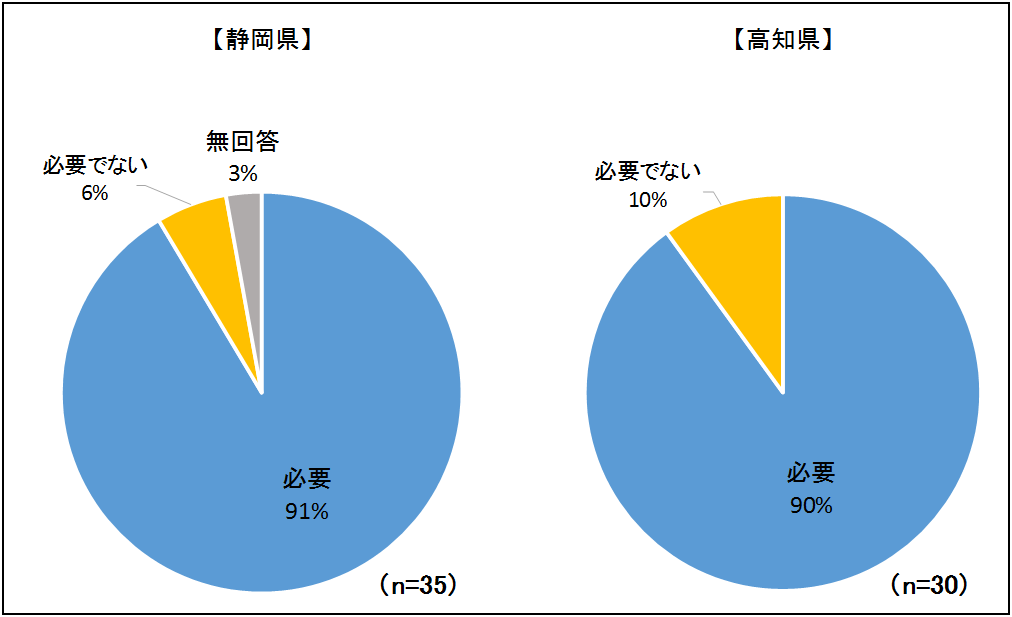 【静岡県】
無回答
3%
必要でない
6%
必要
91%
(n=35)
【高知県】
必要でない
10%
必要
90%
(n=30)